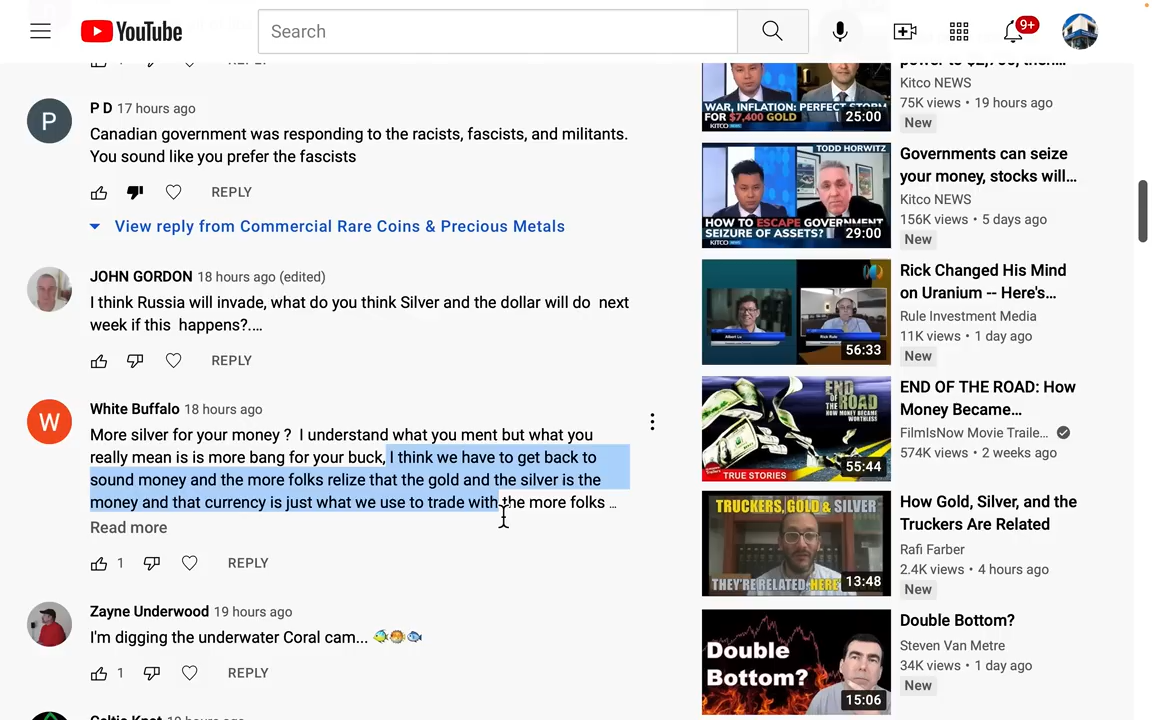 YouTube
Search
9+
REPLY
P D 17 hours ago
P
Canadian government was responding to the racists, fascists, and militants.
You sound like you prefer the fascists
REPLY
View reply from Commercial Rare Coins & Precious Metals
JOHN GORDON 18 hours ago (edited)
I think Russia will invade, what do you think Silver and the dollar will do next
week if this happens?....
REPLY
White Buffalo 18 hours ago
W
More silver for your money ? I understand what you ment but what you
really mean is is more bang for your buck, I think we have to get back to
sound money and the more folks relize that the gold and the silver is the
money and that currency is just what we use to trade with the more folks ...
Read more
1
REPLY
Zayne Underwood 19 hours ago
I'm digging the underwater Coral cam... 🐠🐡🐟
1
REPLY
WAR, INFLATION: PERFECT STORM
FOR $7,400 GOLD
KITCO NEWS
25:00
Kitco NEWS
75K views • 19 hours ago
New
TODD HORWITZ
HOW TO ESCAPE GOVERNMENT
SEIZURE OF ASSETS?
KITCO NEWS
29:00
Governments can seize
your money, stocks will...
Kitco NEWS
156K views • 5 days ago
New
Albert Lu
Rick Rule
56:33
Rick Changed His Mind
on Uranium -- Here's...
Rule Investment Media
11K views • 1 day ago
New
END
OF THE
ROAD
HOW MONEY BECAME
WORTHLESS
TRUE STORIES
55:44
END OF THE ROAD: How
Money Became...
FilmIsNow Movie Traile...
574K views • 2 weeks ago
TRUCKERS, GOLD & SILVER
THEY'RE RELATED, HERE
13:48
How Gold, Silver, and the
Truckers Are Related
Rafi Farber
2.4K views • 4 hours ago
New
Double
Bottom?
15:06
Double Bottom?
Steven Van Metre
34K views • 1 day ago
New